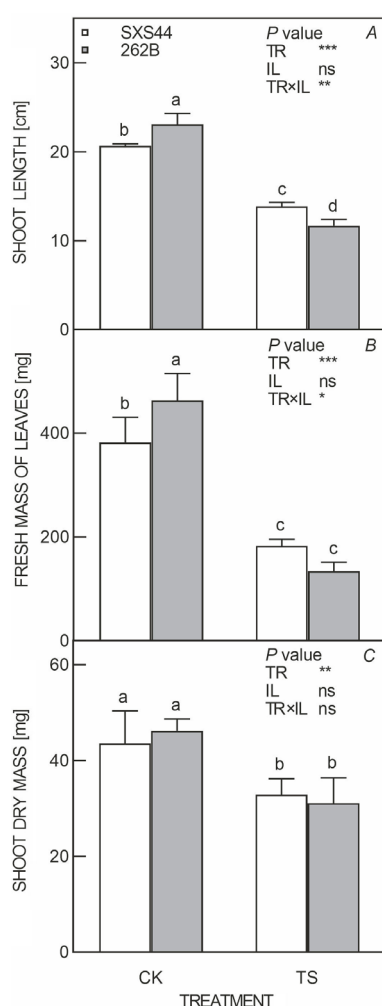 SXS44
262B
P value
A
TR ***
IL ns
TR×IL **
SHOOT LENGTH [cm]
30
20
10
0
b
a
c
d
P value
B
TR ***
IL ns
TR×IL *
FRESH MASS OF LEAVES [mg]
400
200
0
b
a
c
c
P value
C
TR **
IL ns
TR×IL ns
SHOOT DRY MASS [mg]
60
40
20
0
a
a
b
b
CK
TS
TREATMENT